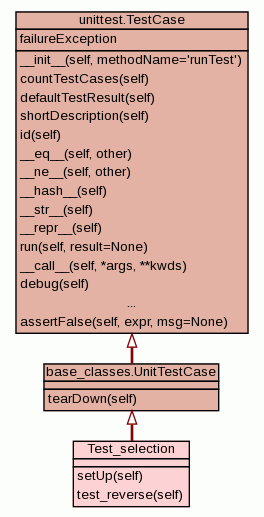 unittest.TestCase
failureException
__init__(self, methodName='runTest')
countTestCases(self)
defaultTestResult(self)
shortDescription(self)
id(self)
__eq__(self, other)
__ne__(self, other)
__hash__(self)
__str__(self)
__repr__(self)
run(self, result=None)
__call__(self, *args, **kwds)
debug(self)
...
assertFalse(self, expr, msg=None)
base_classes.UnitTestCase
tearDown(self)
Test_selection
setUp(self)
test_reverse(self)